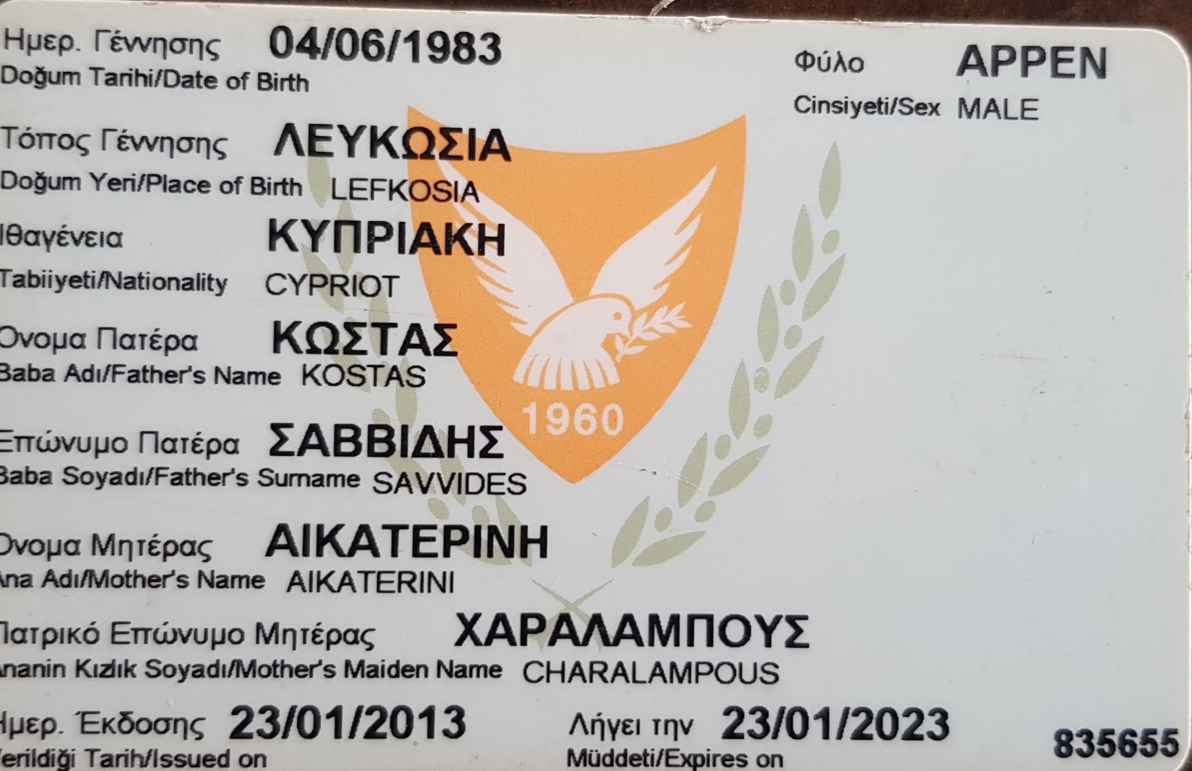 Ημερ. Γέννησης 04/06/1983
Doğum Tarihi/Date of Birth
Φύλο ΑΡΡΕΝ
Cinsiyeti/Sex MALE
Τόπος Γέννησης ΛΕΥΚΩΣΙΑ
Doğum Yeri/Place of Birth LEFKOSIA
Ιθαγένεια ΚΥΠΡΙΑΚΗ
Tabiiyeti/Nationality CYPRIOT
Όνομα Πατέρα ΚΩΣΤΑΣ
Baba Adı/Father's Name KOSTAS
1960
Επώνυμο Πατέρα ΣΑΒΒΙΔΗΣ
Baba Soyadı/Father's Surname SAVVIDES
Όνομα Μητέρας ΑΙΚΑΤΕΡΙΝΗ
Ana Adı/Mother's Name AIKATERINI
Πατρικό Επώνυμο Μητέρας ΧΑΡΑΛΑΜΠΟΥΣ
Ananin Kızlık Soyadı/Mother's Maiden Name CHARALAMPOUS
Ημερ. Έκδοσης 23/01/2013 Λήγει την 23/01/2023
Verildiği Tarih/Issued on Müddeti/Expires on
835655